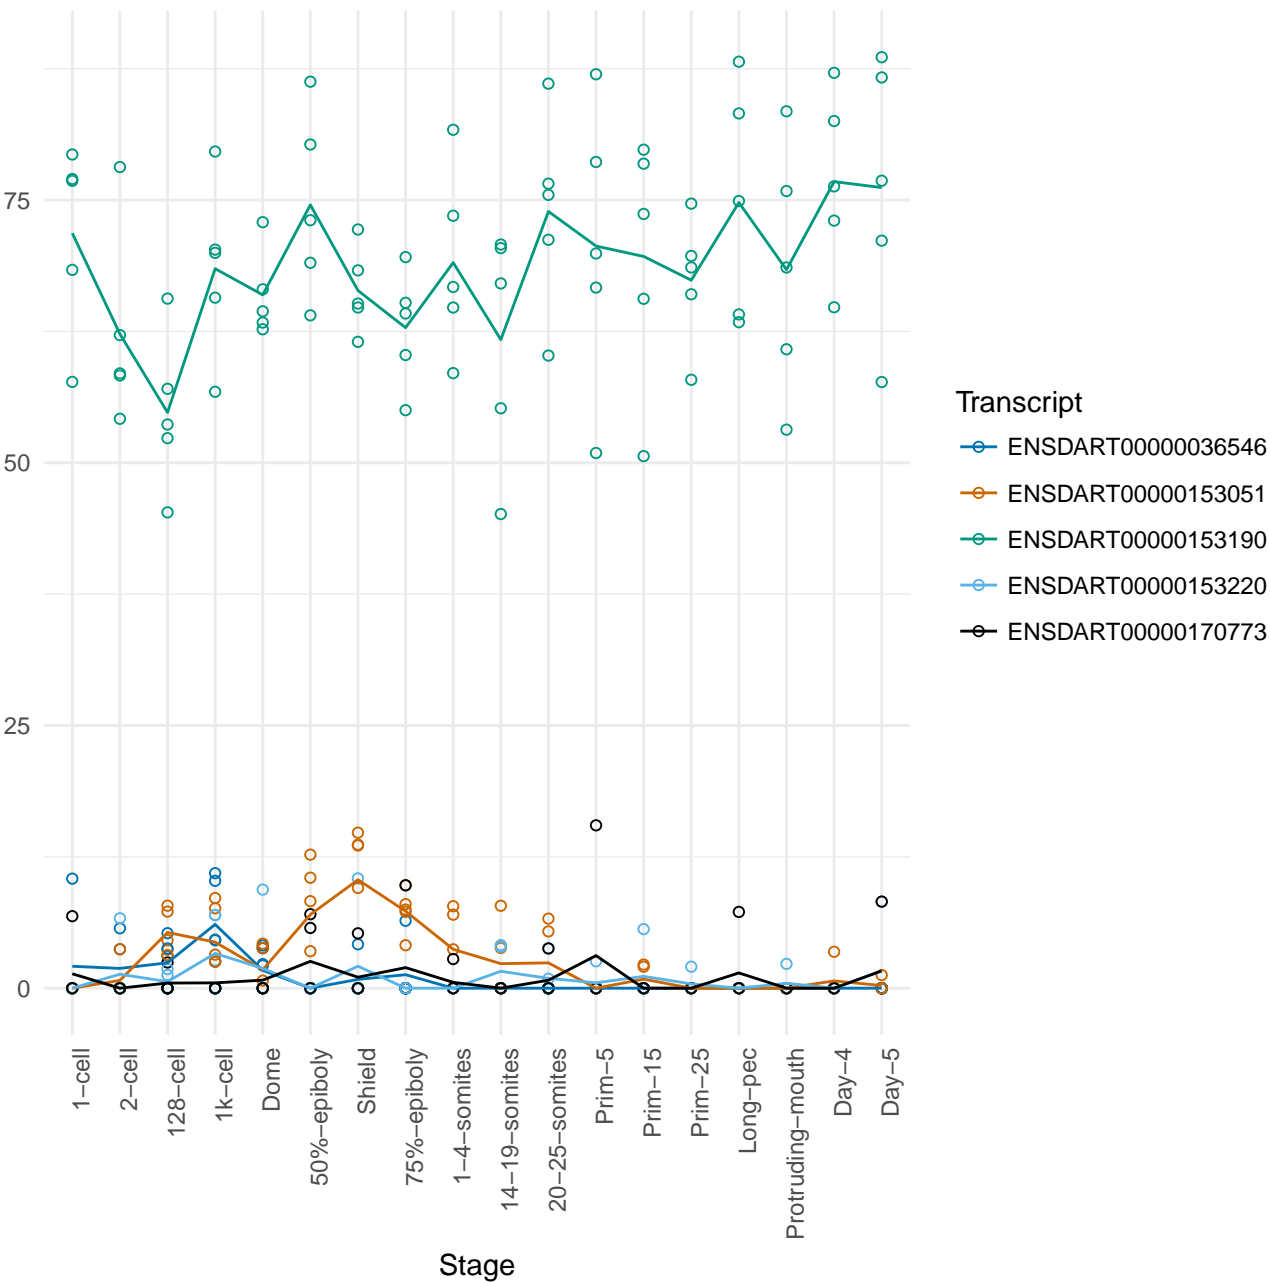 75
50
25
0
1−cell
2−cell
128−cell
1k−cell
Dome
50%−epiboly
Shield
75%−epiboly
1−4−somites
14−19−somites
20−25−somites
Prim−5
Prim−15
Prim−25
Long−pec
Protruding−mouth
Day−4
Day−5
Stage
Transcript
ENSDART00000036546
ENSDART00000153051
ENSDART00000153190
ENSDART00000153220
ENSDART00000170773